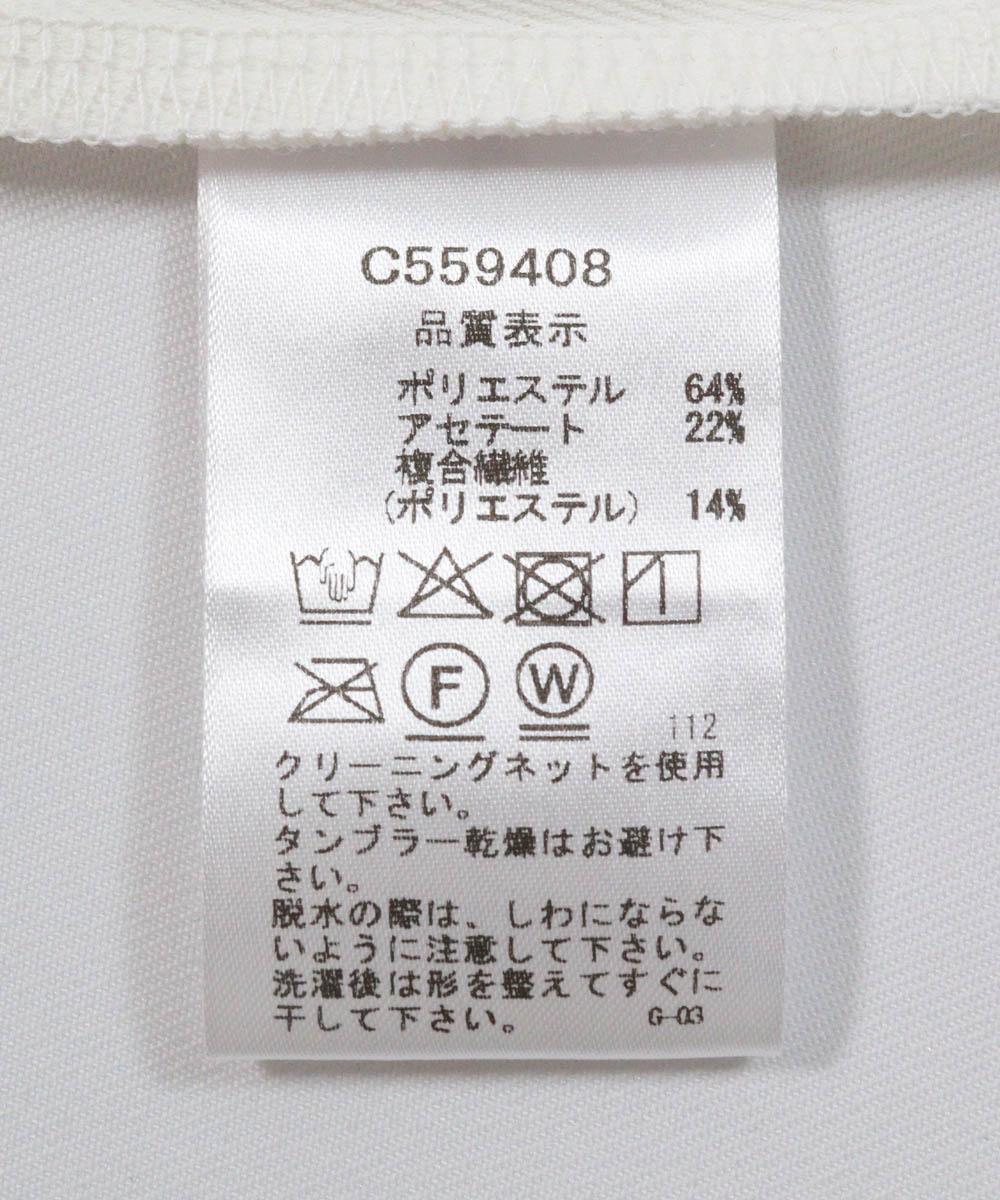 C559408
品質表示
ポリエステル 64%
アセテート 22%
複合繊維
(ポリエステル) 14%
F W
112
クリーニングネットを使用
して下さい。
タンブラー乾燥はお避け下
さい。
脱水の際は、しわにならな
いように注意して下さい。
洗濯後は形を整えてすぐに
干して下さい。 G-03